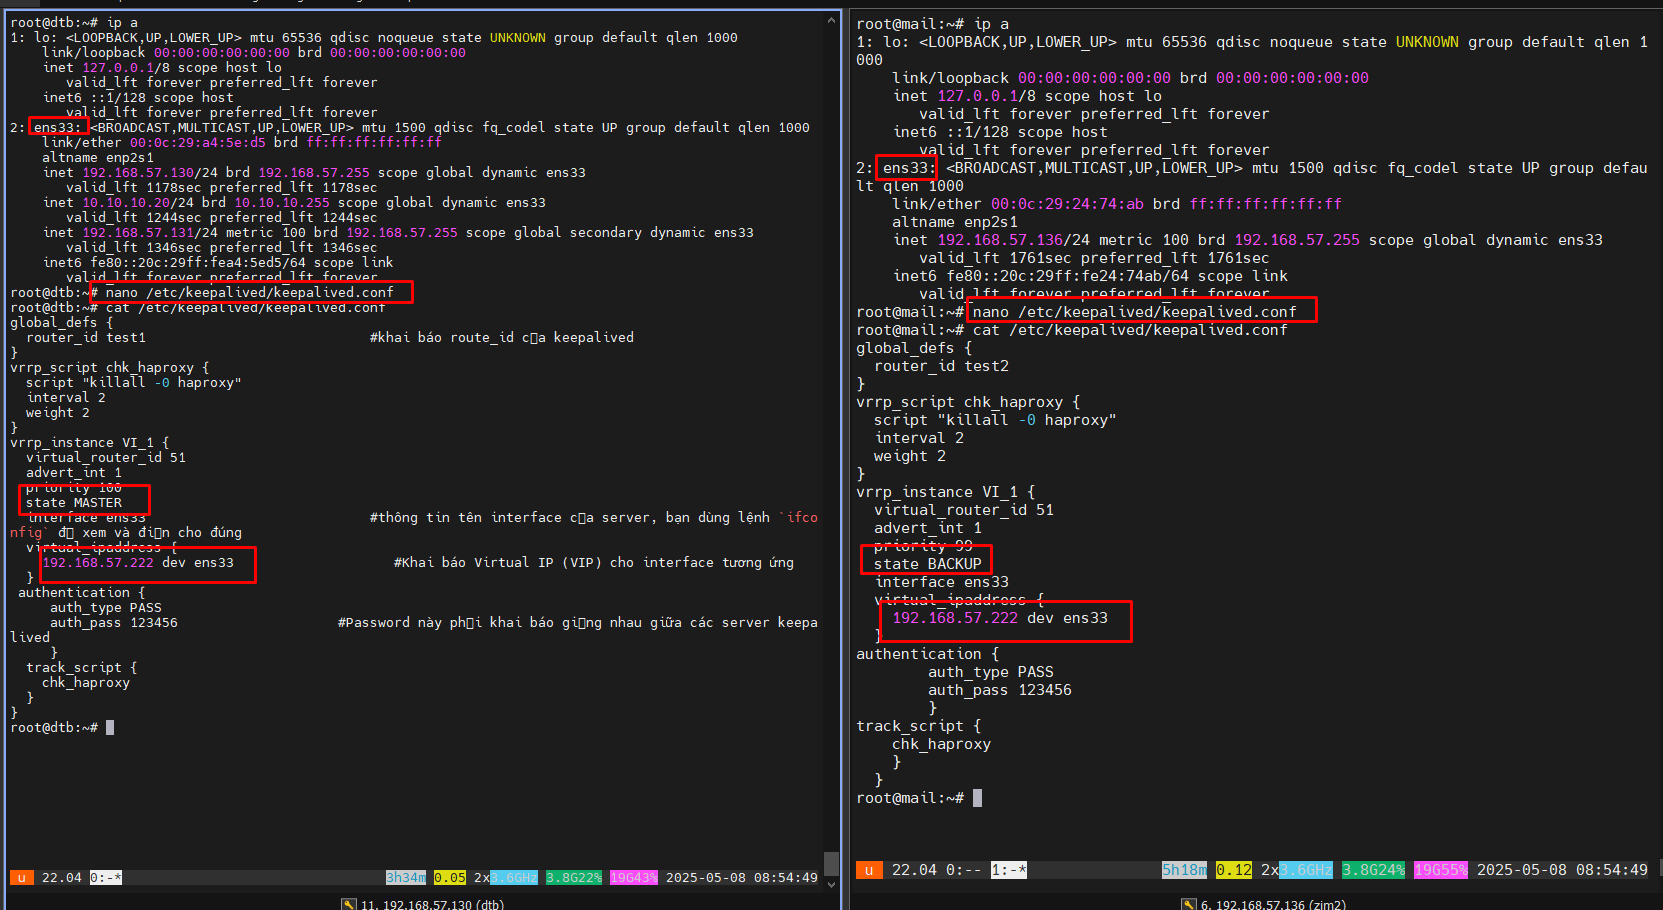 root@dtb:~# ip a
1: lo: <LOOPBACK,UP,LOWER_UP> mtu 65536 qdisc noqueue state UNKNOWN group default qlen 1000
    link/loopback 00:00:00:00:00:00 brd 00:00:00:00:00:00
    inet 127.0.0.1/8 scope host lo
       valid_lft forever preferred_lft forever
    inet6 ::1/128 scope host
       valid_lft forever preferred_lft forever
2: ens33: <BROADCAST,MULTICAST,UP,LOWER_UP> mtu 1500 qdisc fq_codel state UP group default qlen 1000
    link/ether 00:0c:29:a4:5e:d5 brd ff:ff:ff:ff:ff:ff
    altname enp2s1
    inet 192.168.57.130/24 brd 192.168.57.255 scope global dynamic ens33
       valid_lft 1178sec preferred_lft 1178sec
    inet 10.10.10.20/24 brd 10.10.10.255 scope global dynamic ens33
       valid_lft 1244sec preferred_lft 1244sec
    inet 192.168.57.131/24 metric 100 brd 192.168.57.255 scope global secondary dynamic ens33
       valid_lft 1346sec preferred_lft 1346sec
    inet6 fe80::20c:29ff:fea4:5ed5/64 scope link
       valid_lft forever preferred_lft forever
root@dtb:~# nano /etc/keepalived/keepalived.conf
root@dtb:~# cat /etc/keepalived/keepalived.conf
global_defs {
  router_id test1                            #khai báo route_id c�a keepalived
}
vrrp_script chk_haproxy {
  script "killall -0 haproxy"
  interval 2
  weight 2
}
vrrp_instance VI_1 {
  virtual_router_id 51
  advert_int 1
  priority 100
  state MASTER
  interface ens33                            #thông tin tên interface c�a server, bạn dùng lệnh `ifco
nfig` đ� xem và đi�n cho đúng
  virtual_ipaddress {
    192.168.57.222 dev ens33                    #Khai báo Virtual IP (VIP) cho interface tương ứng
  }
 authentication {
     auth_type PASS
     auth_pass 123456                    #Password này ph�i khai báo gi�ng nhau giữa các server keepa
lived
     }
  track_script {
    chk_haproxy
  }
}
root@dtb:~#
u 22.04 0:-* 3h34m 0.05 2x3.6GHz 3.8G22% 19G43% 2025-05-08 08:54:49
11. 192.168.57.130 (dtb)
root@mail:~# ip a
1: lo: <LOOPBACK,UP,LOWER_UP> mtu 65536 qdisc noqueue state UNKNOWN group default qlen 1
000
    link/loopback 00:00:00:00:00:00 brd 00:00:00:00:00:00
    inet 127.0.0.1/8 scope host lo
       valid_lft forever preferred_lft forever
    inet6 ::1/128 scope host
       valid_lft forever preferred_lft forever
2: ens33: <BROADCAST,MULTICAST,UP,LOWER_UP> mtu 1500 qdisc fq_codel state UP group defau
lt qlen 1000
    link/ether 00:0c:29:24:74:ab brd ff:ff:ff:ff:ff:ff
    altname enp2s1
    inet 192.168.57.136/24 metric 100 brd 192.168.57.255 scope global dynamic ens33
       valid_lft 1761sec preferred_lft 1761sec
    inet6 fe80::20c:29ff:fe24:74ab/64 scope link
       valid_lft forever preferred_lft forever
root@mail:~# nano /etc/keepalived/keepalived.conf
root@mail:~# cat /etc/keepalived/keepalived.conf
global_defs {
  router_id test2
}
vrrp_script chk_haproxy {
  script "killall -0 haproxy"
  interval 2
  weight 2
}
vrrp_instance VI_1 {
  virtual_router_id 51
  advert_int 1
  priority 99
  state BACKUP
  interface ens33
  virtual_ipaddress {
    192.168.57.222 dev ens33
  }
authentication {
        auth_type PASS
        auth_pass 123456
        }
track_script {
    chk_haproxy
    }
  }
root@mail:~#
u 22.04 0:-- 1:-* 5h18m 0.12 2x3.6GHz 3.8G24% 19G55% 2025-05-08 08:54:49
6. 192.168.57.136 (zim2)